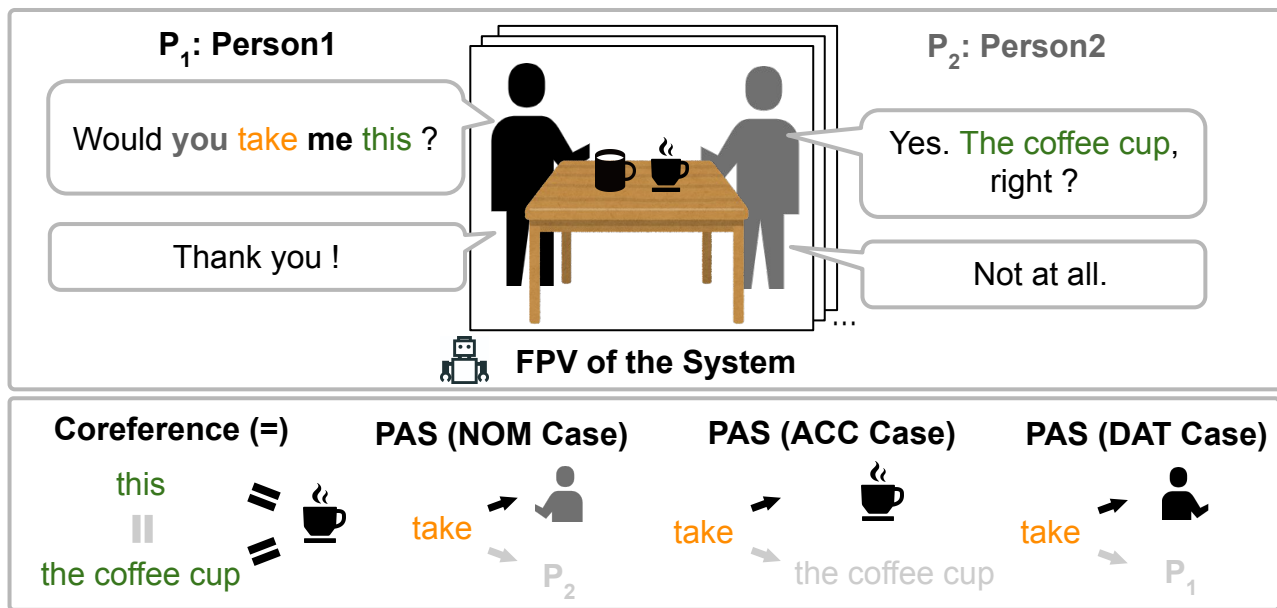 P1: Person1
P2: Person2
Would you take me this ?
Yes. The coffee cup,
right ?
Thank you !
Not at all.
...
FPV of the System
Coreference (=)
PAS (NOM Case)
PAS (ACC Case)
PAS (DAT Case)
this
=
=
=
the coffee cup
take
P2
take
the coffee cup
take
P1